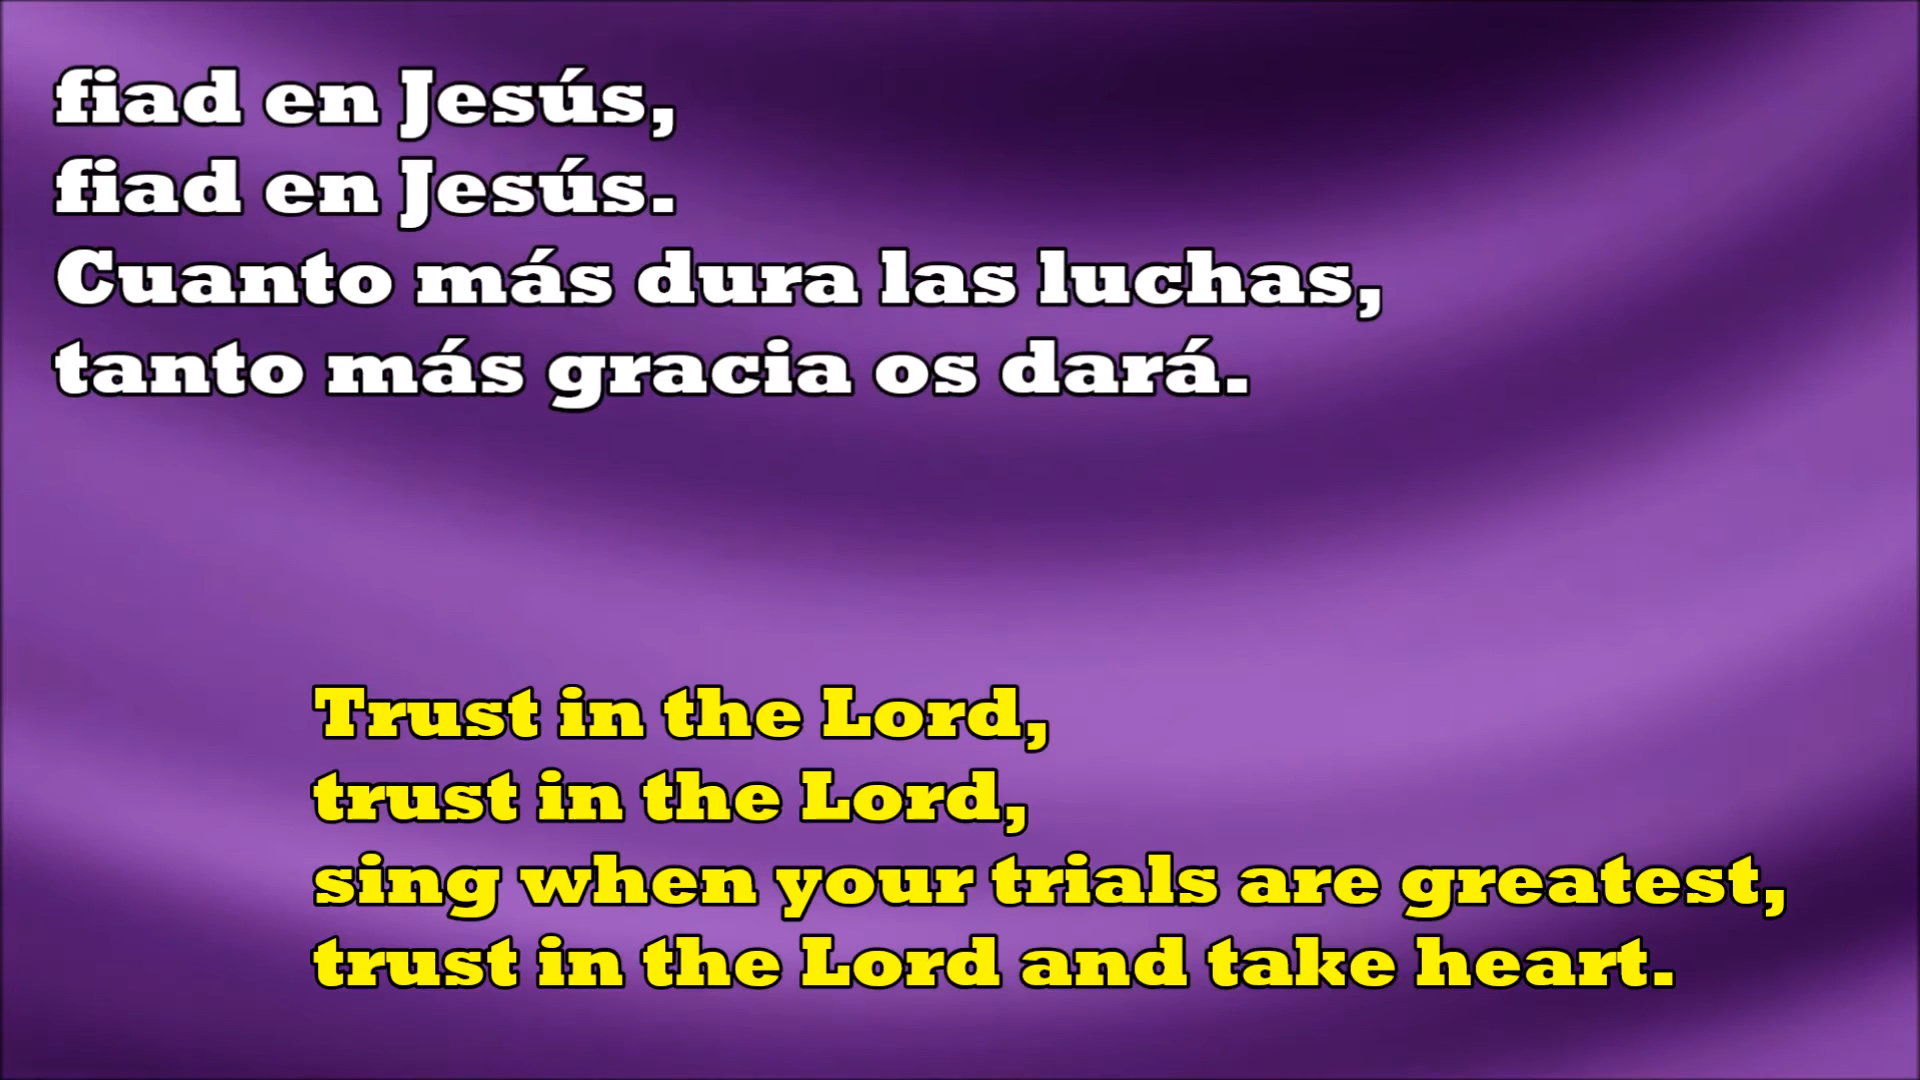 fiad en Jesús,
fiad en Jesús.
Cuanto más dura las luchas,
tanto más gracia os dará.
Trust in the Lord,
trust in the Lord,
sing when your trials are greatest,
trust in the Lord and take heart.